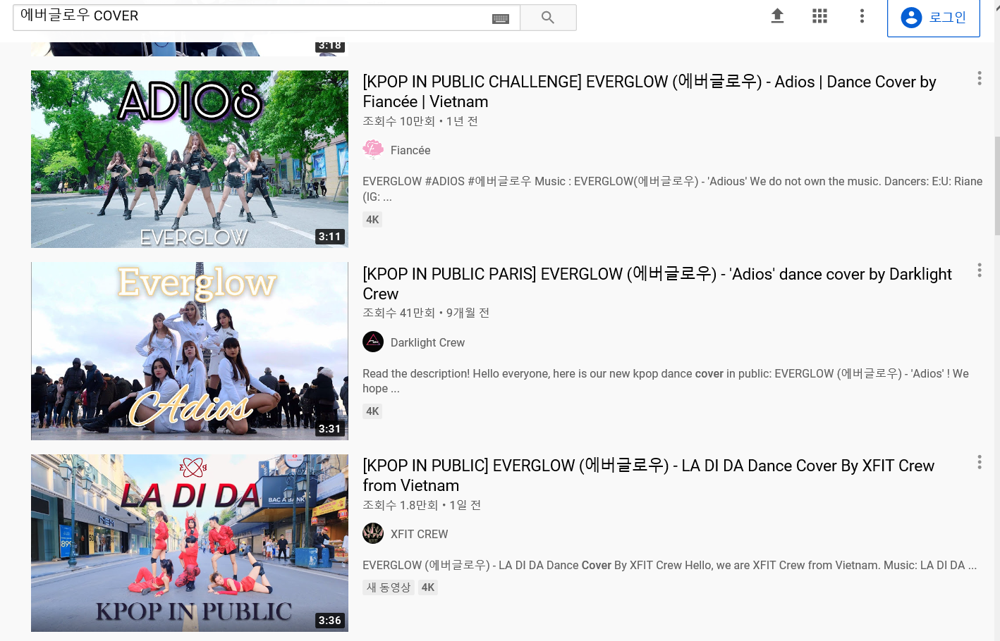 에버글로우 COVER
로그인
3:18
ADIOS
EVERGLOW
3:11
[KPOP IN PUBLIC CHALLENGE] EVERGLOW (에버글로우) - Adios | Dance Cover by
Fiancée | Vietnam
조회수 10만회 • 1년 전
Fiancée
EVERGLOW #ADIOS #에버글로우 Music : EVERGLOW(에버글로우) - 'Adious' We do not own the music. Dancers: E:U: Riane
(IG: ...
4K
Everglow
Adios
3:31
[KPOP IN PUBLIC PARIS] EVERGLOW (에버글로우) - 'Adios' dance cover by Darklight
Crew
조회수 41만회 • 9개월 전
Darklight Crew
Read the description! Hello everyone, here is our new kpop dance cover in public: EVERGLOW (에버글로우) - 'Adios' ! We
hope ...
4K
LA DI DA
BAC A BANK
KPOP IN PUBLIC
3:36
[KPOP IN PUBLIC] EVERGLOW (에버글로우) - LA DI DA Dance Cover By XFIT Crew
from Vietnam
조회수 1.8만회 • 1일 전
XFIT CREW
EVERGLOW (에버글로우) - LA DI DA Dance Cover By XFIT Crew Hello, we are XFIT Crew from Vietnam. Music: LA DI DA ...
새 동영상 4K